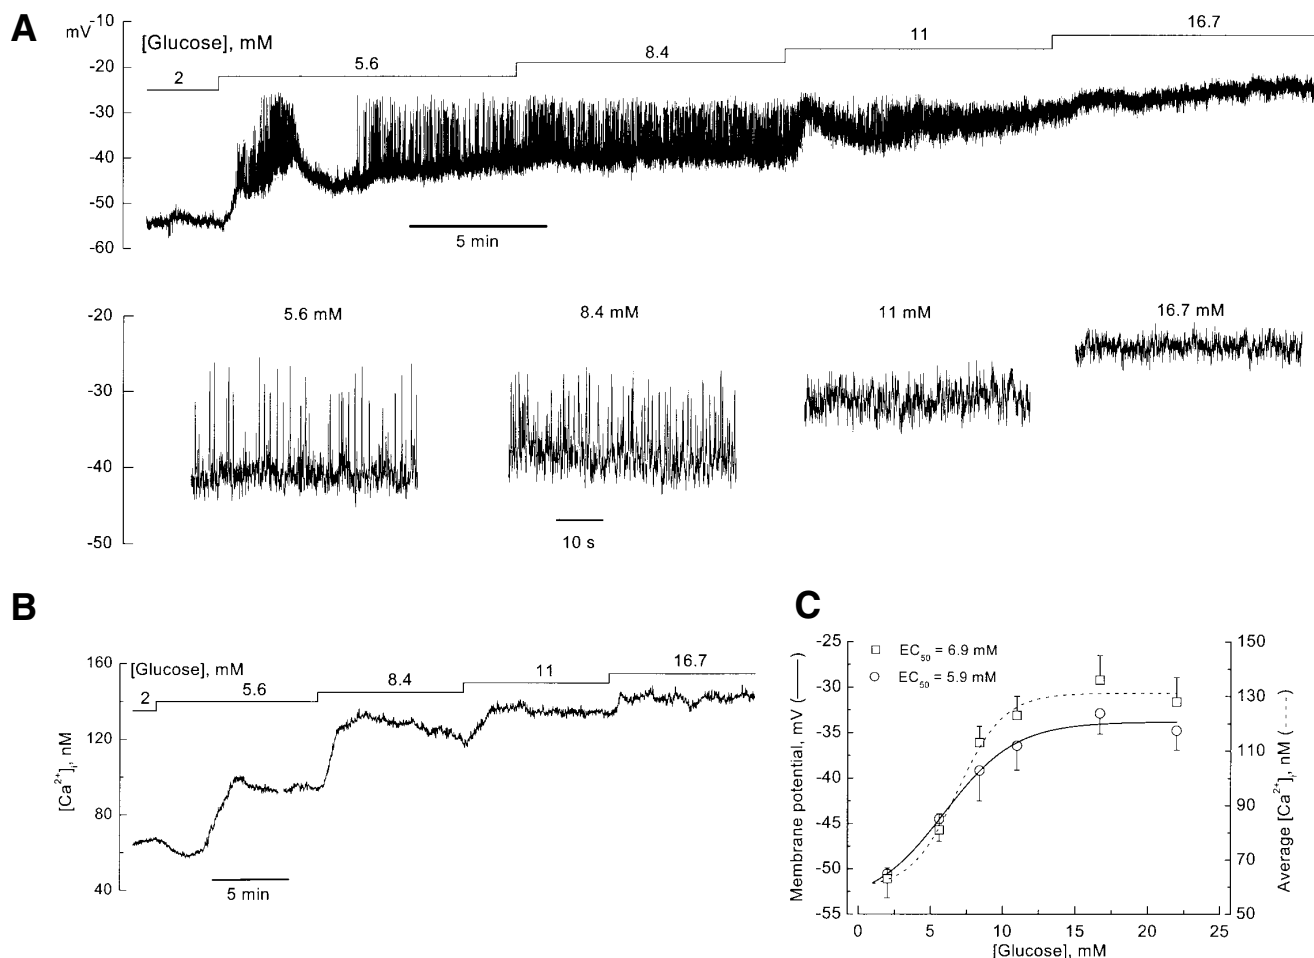 A
mV
-10
-20
-30
-40
-50
-60
[Glucose], mM
2
5.6
8.4
11
16.7
5 min
-20
-30
-40
-50
5.6 mM
8.4 mM
11 mM
16.7 mM
10 s
B
[Ca²⁺]ᵢ, nM
160
120
80
40
[Glucose], mM
2
5.6
8.4
11
16.7
5 min
C
Membrane potential, mV (—)
-25
-30
-35
-40
-45
-50
-55
EC₅₀ = 6.9 mM
EC₅₀ = 5.9 mM
150
130
110
90
70
50
Average [Ca²⁺]ᵢ, nM (----)
0
5
10
15
20
25
[Glucose], mM